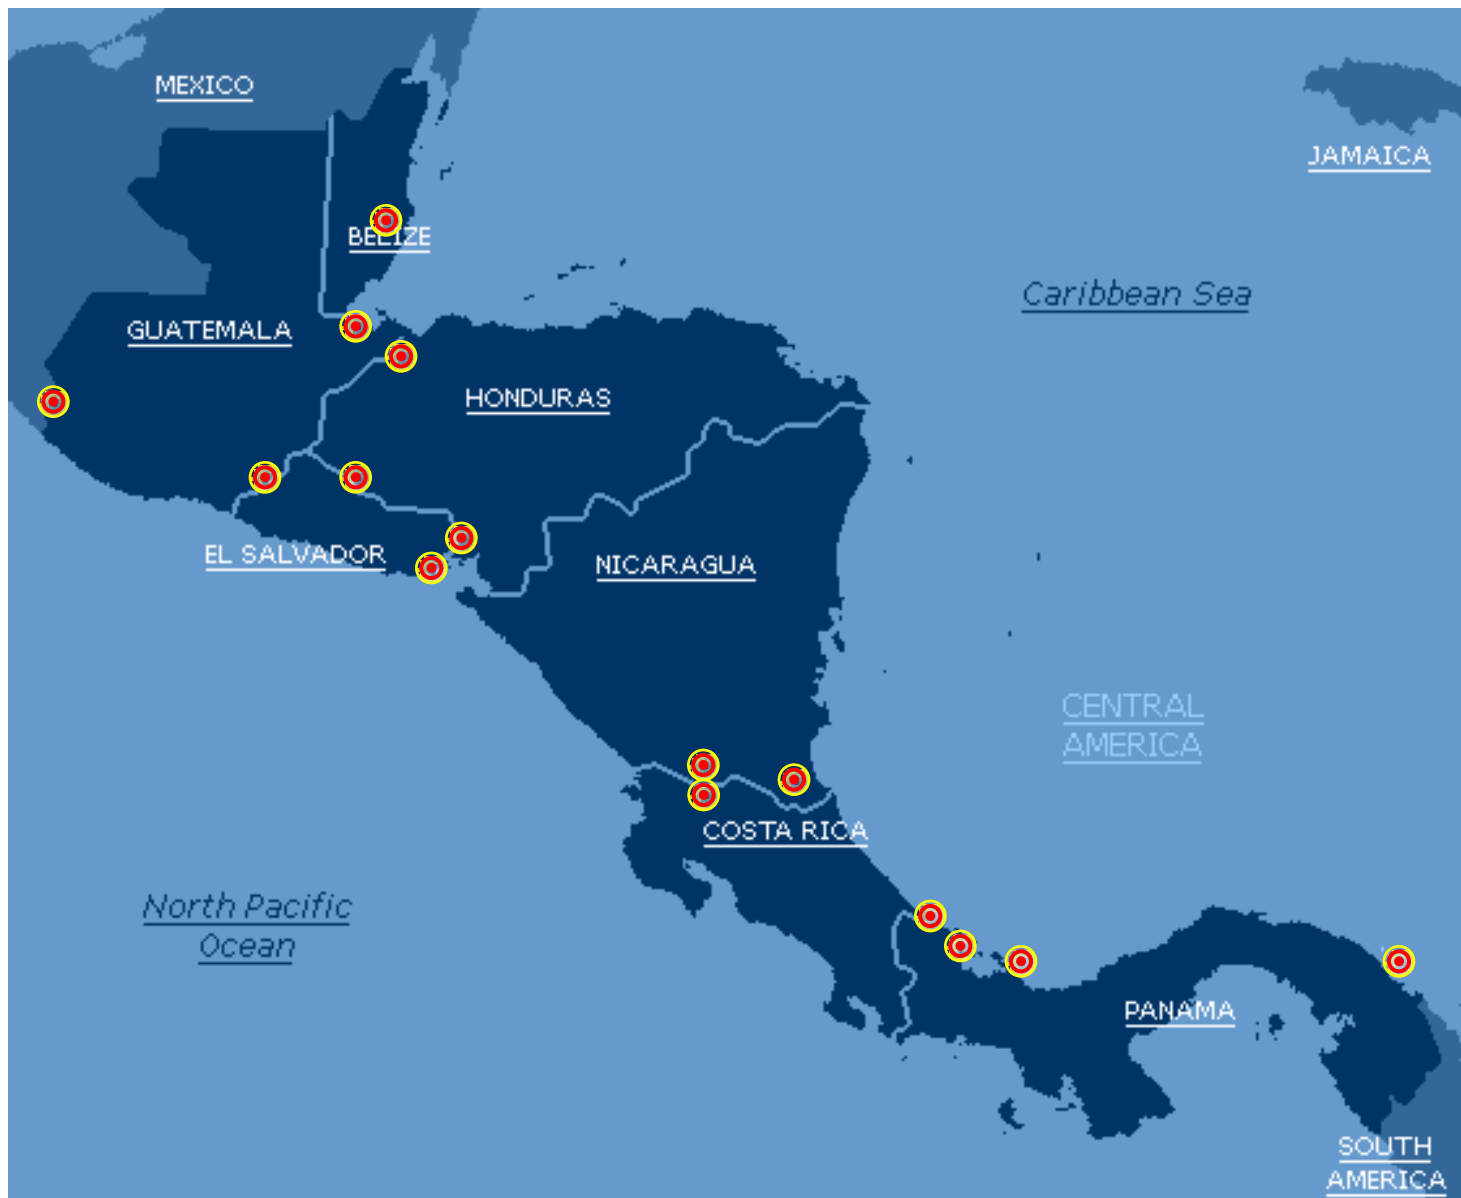 MEXICO
JAMAICA
BELIZE
Caribbean Sea
GUATEMALA
HONDURAS
EL SALVADOR
NICARAGUA
CENTRAL
AMERICA
COSTA RICA
North Pacific
Ocean
PANAMA
SOUTH
AMERICA